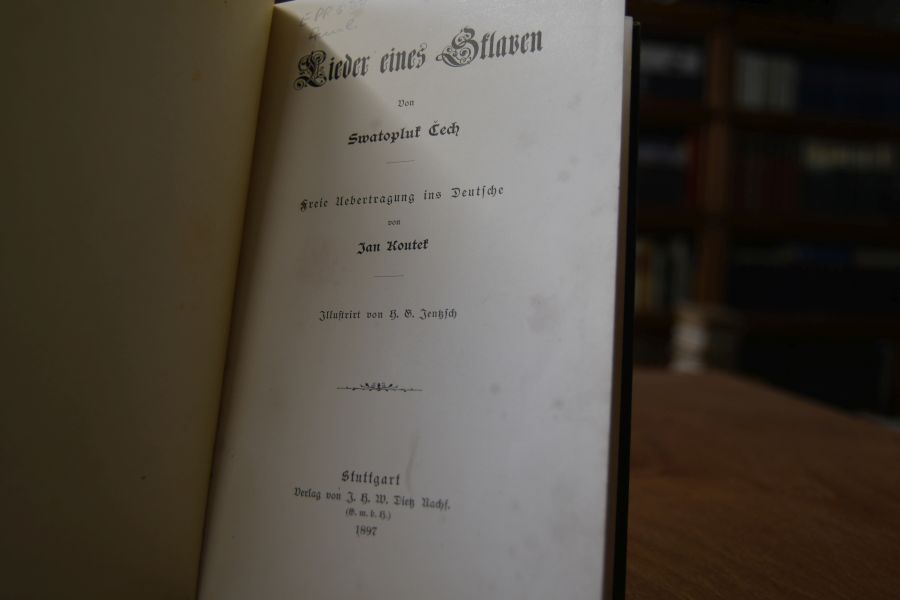 Lieder eines Sklaven
Von
Swatopluk Čech
Freie Uebertragung ins Deutsche
von
Jan Koutek
Illustrirt von H. G. Jentzsch
Stuttgart
Verlag von J. H. W. Dietz Nachf.
(G. m. b. H.)
1897